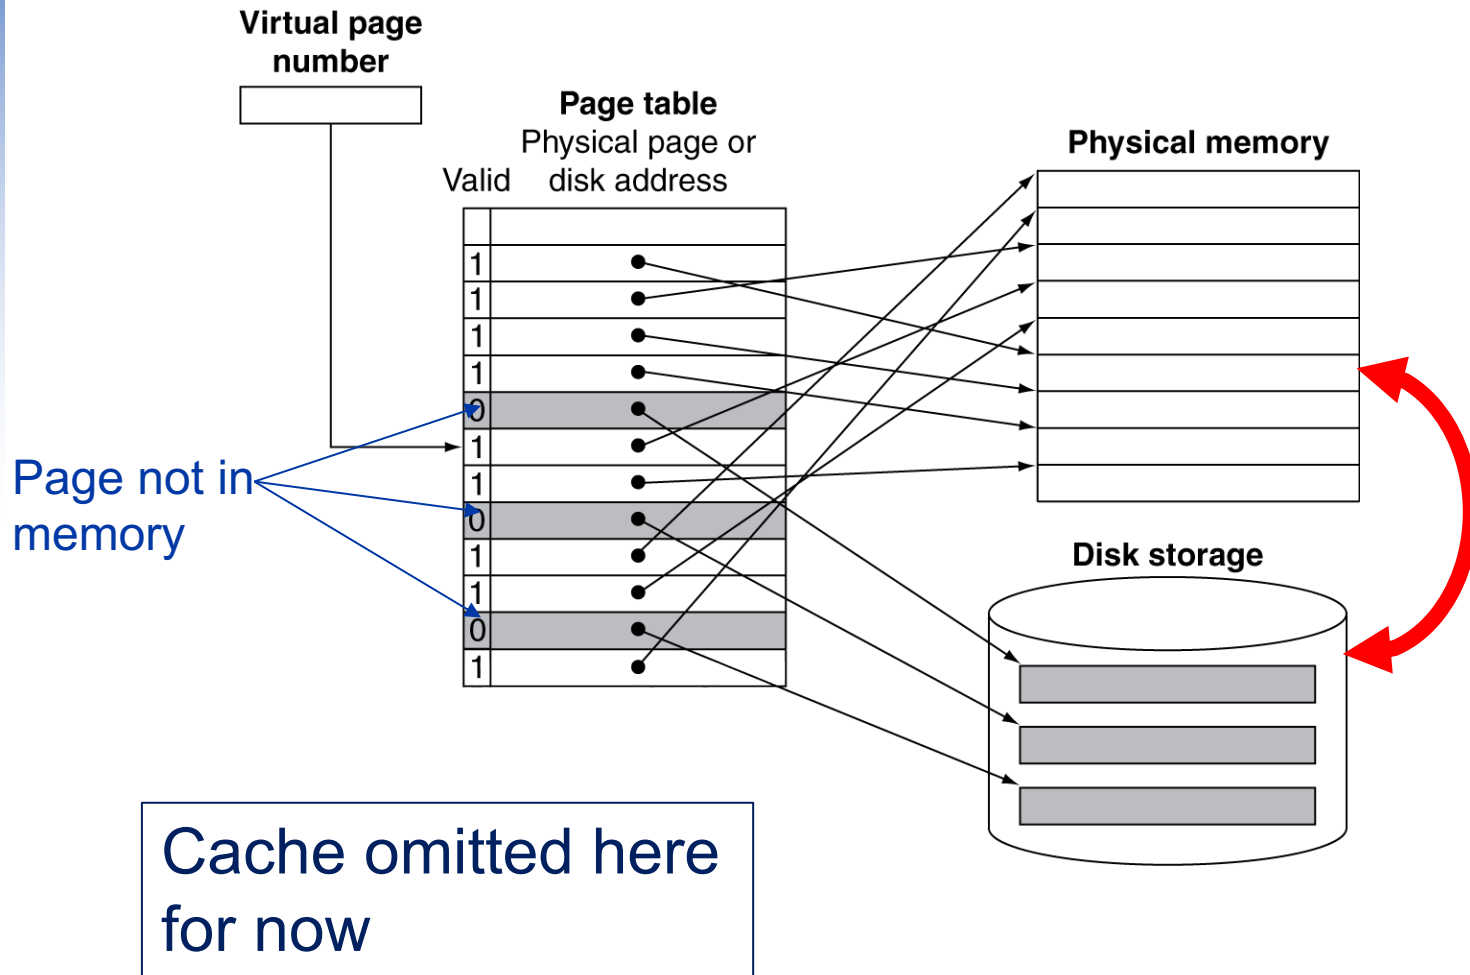 Virtual page
number
Page table
Physical page or
disk address
Valid
Physical memory
1
1
1
1
0
1
1
0
1
1
0
1
Page not in
memory
Disk storage
Cache omitted here
for now